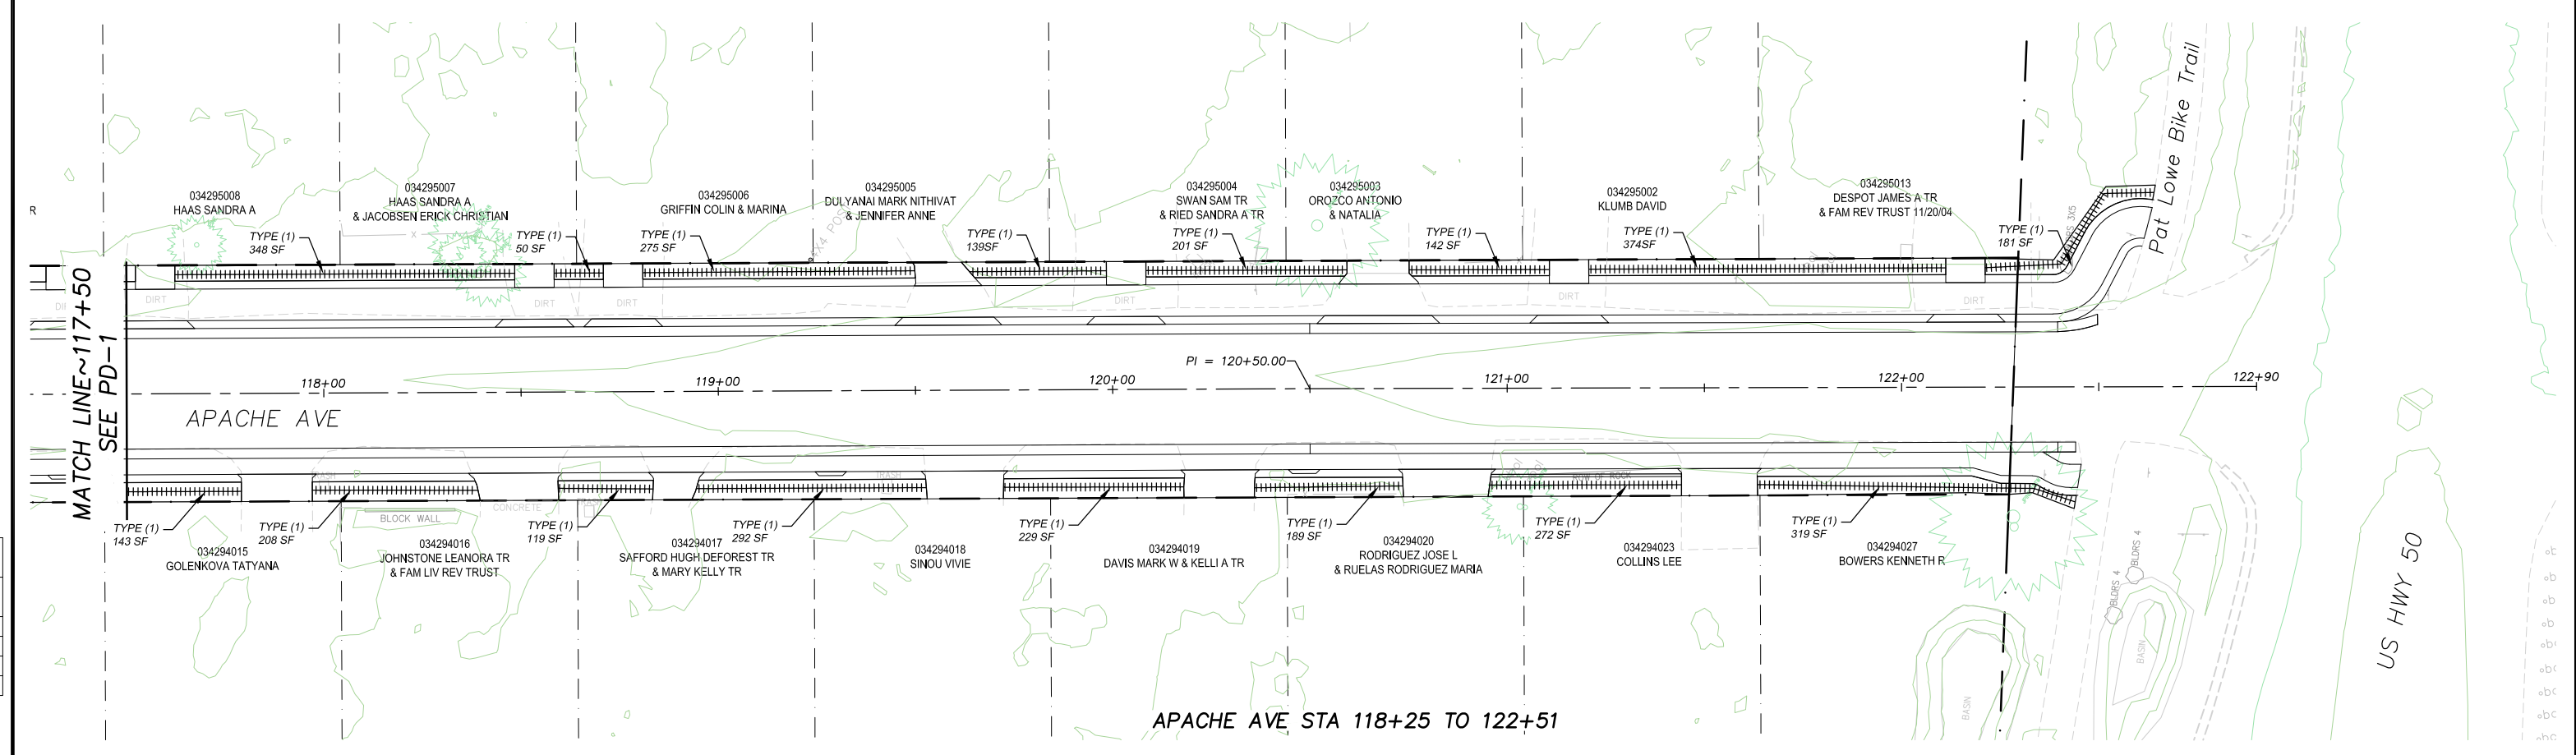 R
034295008
HAAS SANDRA A
034295007
HAAS SANDRA A
& JACOBSEN ERICK CHRISTIAN
034295006
GRIFFIN COLIN & MARINA
034295005
DULYANAI MARK NITHIVAT
& JENNIFER ANNE
034295004
SWAN SAM TR
& RIED SANDRA A TR
034295003
OROZCO ANTONIO
& NATALIA
034295002
KLUMB DAVID
034295013
DESPOT JAMES A TR
& FAM REV TRUST 11/20/04
Pat Lowe Bike Trail
TYPE (1)
348 SF
TYPE (1)
50 SF
TYPE (1)
275 SF
4X4 POST
TYPE (1)
139SF
TYPE (1)
201 SF
TYPE (1)
142 SF
TYPE (1)
374SF
TYPE (1)
181 SF
MATCH LINE~117+50
SEE PD-1
DIRT
DIRT
DIRT
DIRT
DIRT
DIRT
PI = 120+50.00
118+00
119+00
120+00
121+00
122+00
122+90
APACHE AVE
ROW OF ROCK
CONCRETE
BLOCK WALL
TYPE (1)
143 SF
TYPE (1)
208 SF
TYPE (1)
119 SF
TYPE (1)
292 SF
TYPE (1)
229 SF
TYPE (1)
189 SF
TYPE (1)
272 SF
TYPE (1)
319 SF
034294015
GOLENKOVA TATYANA
034294016
JOHNSTONE LEANORA TR
& FAM LIV REV TRUST
034294017
SAFFORD HUGH DEFOREST TR
& MARY KELLY TR
034294018
SINOU VIVIE
034294019
DAVIS MARK W & KELLI A TR
034294020
RODRIGUEZ JOSE L
& RUELAS RODRIGUEZ MARIA
034294023
COLLINS LEE
034294027
BOWERS KENNETH R
BLDRS 4
BLDRS 4
BASIN
BASIN
US HWY 50
APACHE AVE STA 118+25 TO 122+51